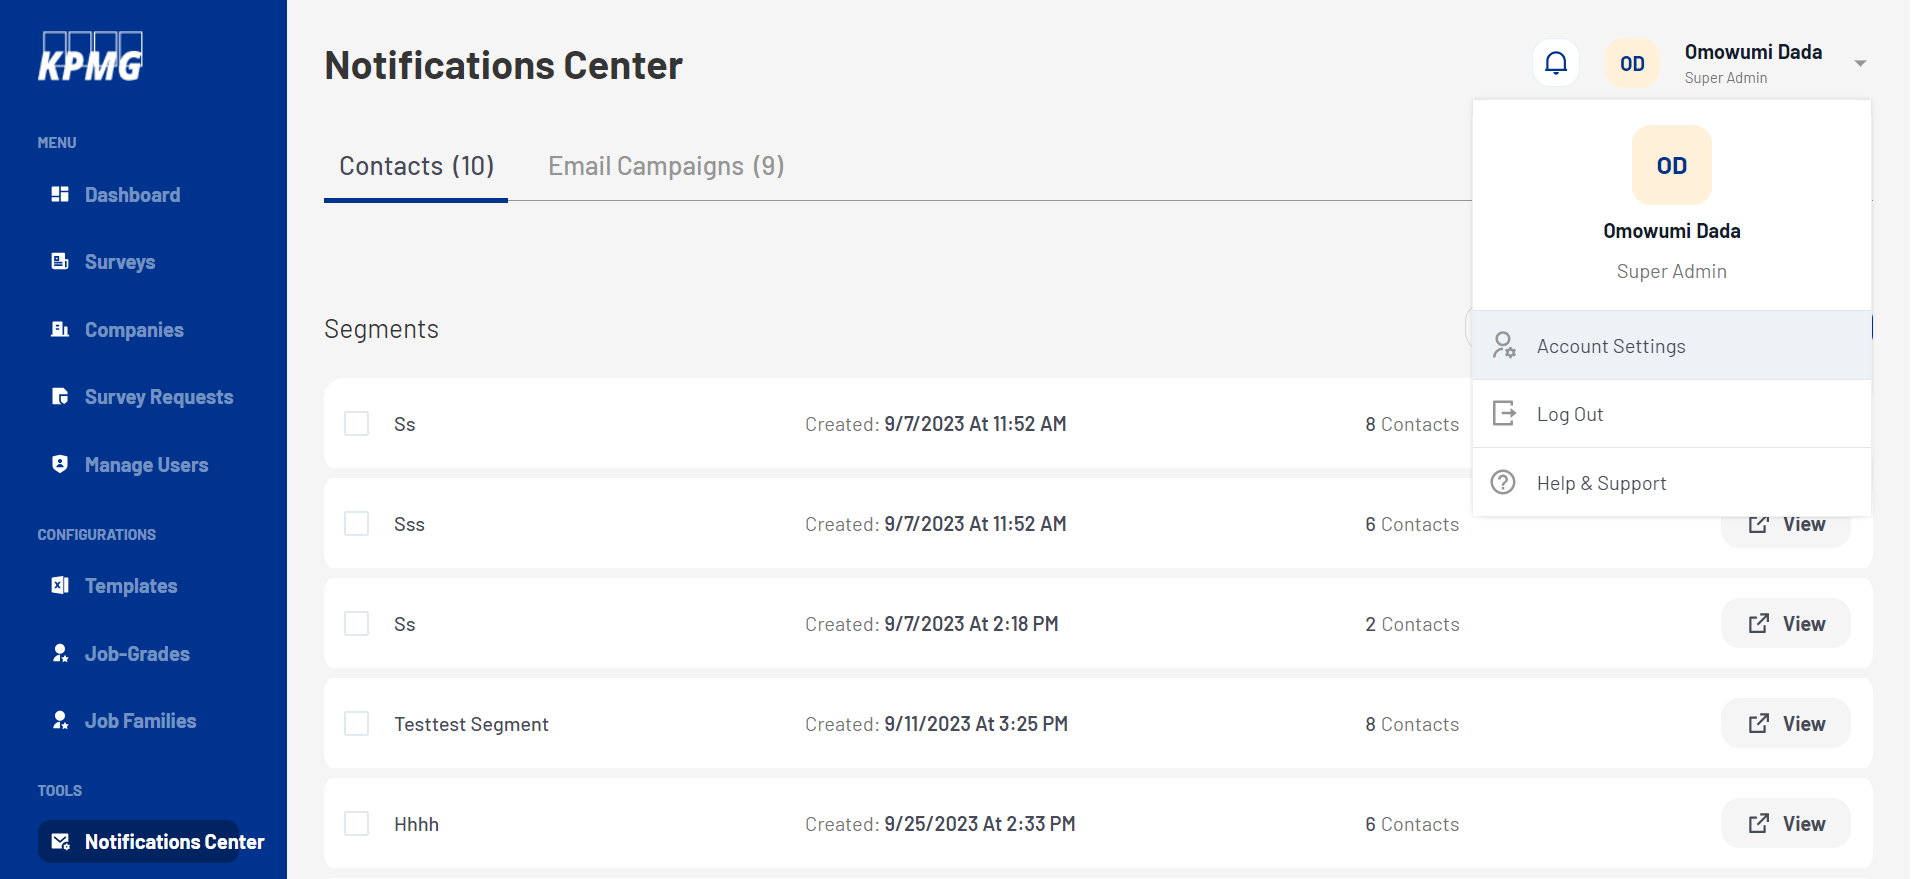 KPMG
MENU
Dashboard
Surveys
Companies
Survey Requests
Manage Users
CONFIGURATIONS
Templates
Job-Grades
Job Families
TOOLS
Notifications Center
Notifications Center
OD
Omowumi Dada
Super Admin
Contacts (10)
Email Campaigns (9)
OD
Omowumi Dada
Super Admin
Account Settings
Log Out
Help & Support
Segments
Ss Created: 9/7/2023 At 11:52 AM 8 Contacts
Sss Created: 9/7/2023 At 11:52 AM 6 Contacts View
Ss Created: 9/7/2023 At 2:18 PM 2 Contacts View
Testtest Segment Created: 9/11/2023 At 3:25 PM 8 Contacts View
Hhhh Created: 9/25/2023 At 2:33 PM 6 Contacts View